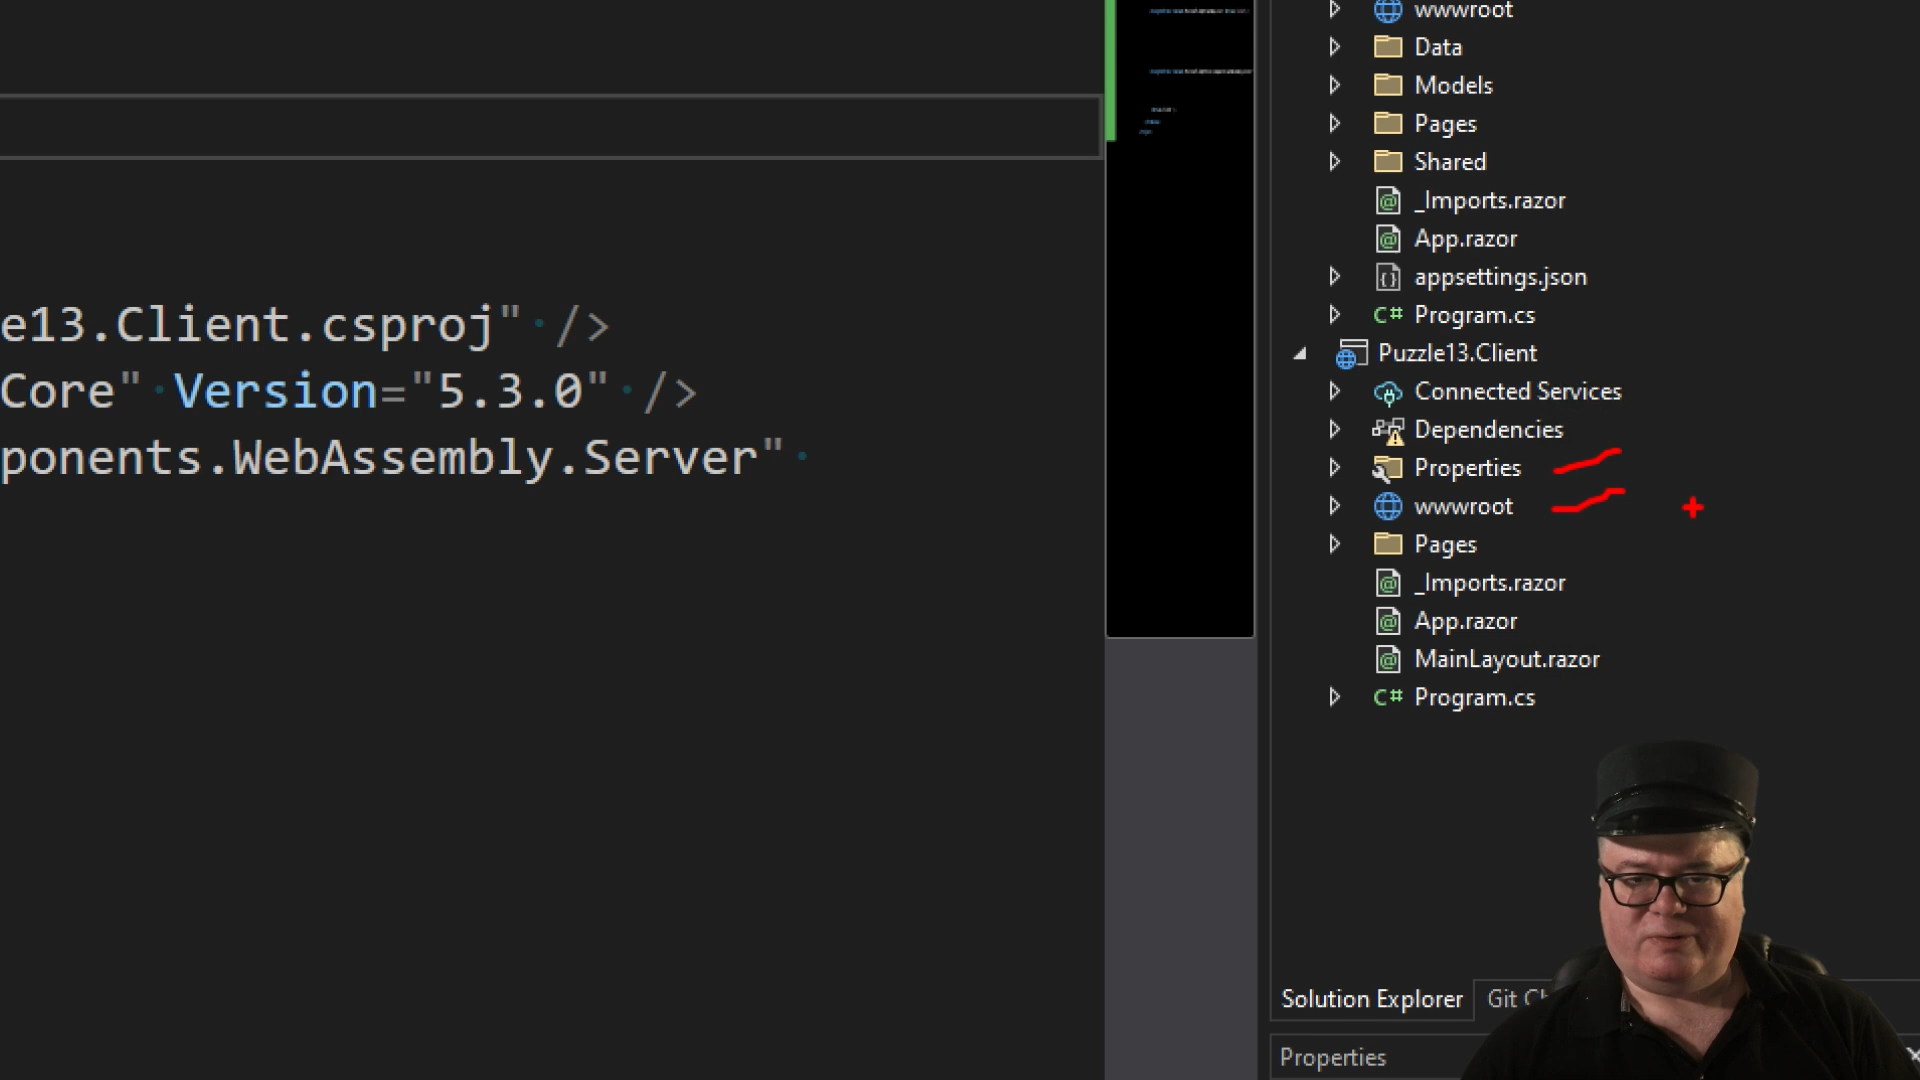 wwwroot
Data
Models
Pages
Shared
_Imports.razor
App.razor
appsettings.json
C# Program.cs
Puzzle13.Client
Connected Services
Dependencies
Properties
wwwroot
Pages
_Imports.razor
App.razor
MainLayout.razor
C# Program.cs
e13.Client.csproj" />
Core" Version="5.3.0" />
ponents.WebAssembly.Server"
Solution Explorer
Git Ch
Properties